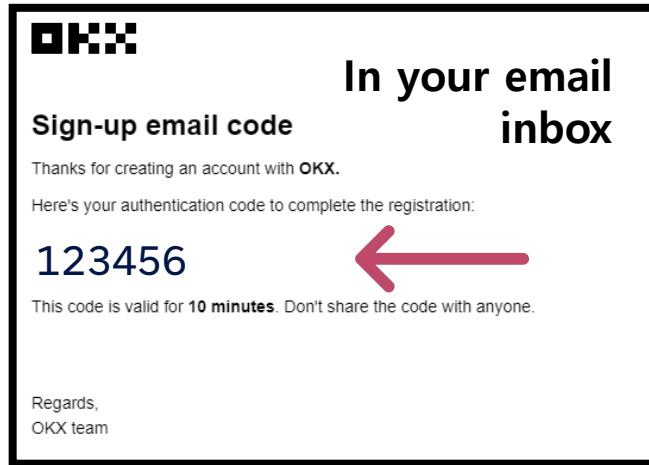 OKX
In your email
inbox
Sign-up email code
Thanks for creating an account with OKX.
Here's your authentication code to complete the registration:
123456
This code is valid for 10 minutes. Don't share the code with anyone.
Regards,
OKX team